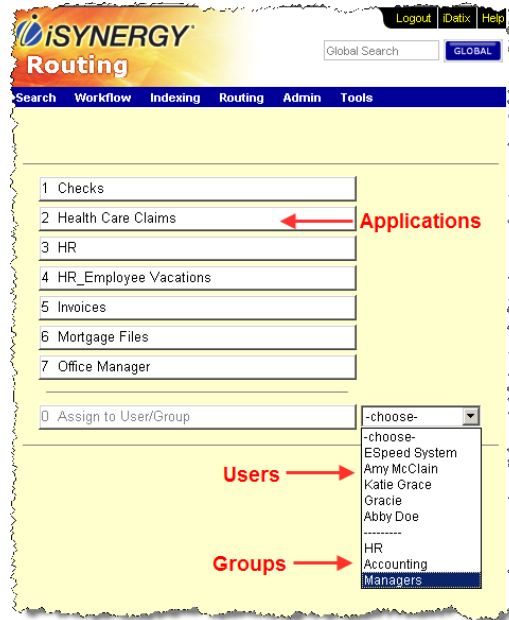 Logout iDatix Help
iSYNERGY
Routing
Global Search GLOBAL
Search Workflow Indexing Routing Admin Tools
1 Checks
2 Health Care Claims
Applications
3 HR
4 HR_Employee Vacations
5 Invoices
6 Mortgage Files
7 Office Manager
0 Assign to User/Group -choose-
-choose-
ESpeed System
Users
Amy McClain
Katie Grace
Gracie
Abby Doe
---------
HR
Groups
Accounting
Managers